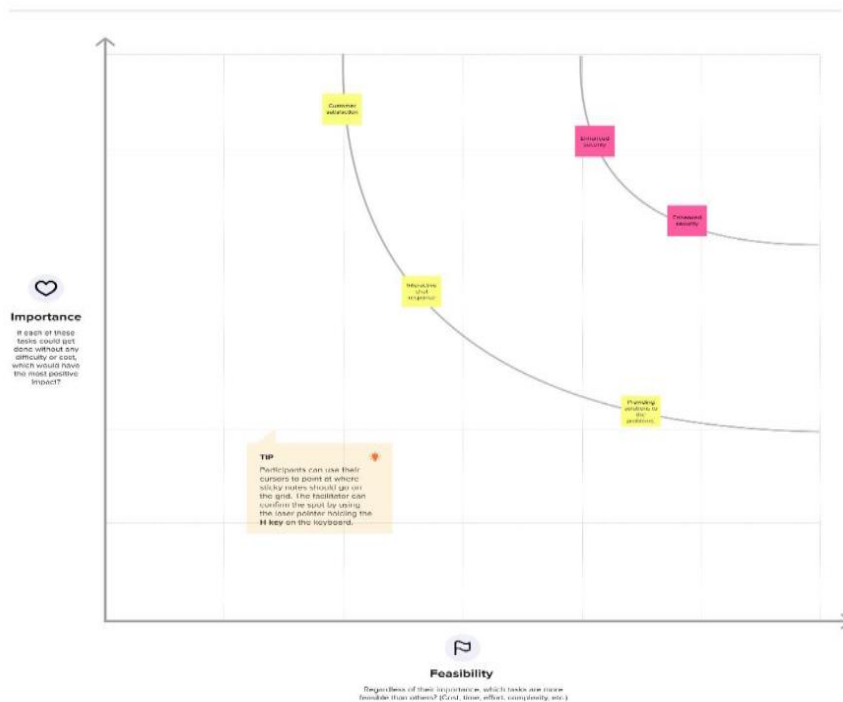 Customer
satisfaction
Enhanced
security
Enhanced
security
Interactive
chat
response
Importance
If each of these
tasks could get
done without any
difficulty or cost,
which would have
the most positive
impact?
Providing
solutions to
the
problems
TIP
Participants can use their
cursors to point at where
sticky notes should go on
the grid. The facilitator can
confirm the spot by using
the laser pointer holding the
H key on the keyboard.
Feasibility
Regardless of their importance, which tasks are more
feasible than others? (Cost, time, effort, complexity, etc.)